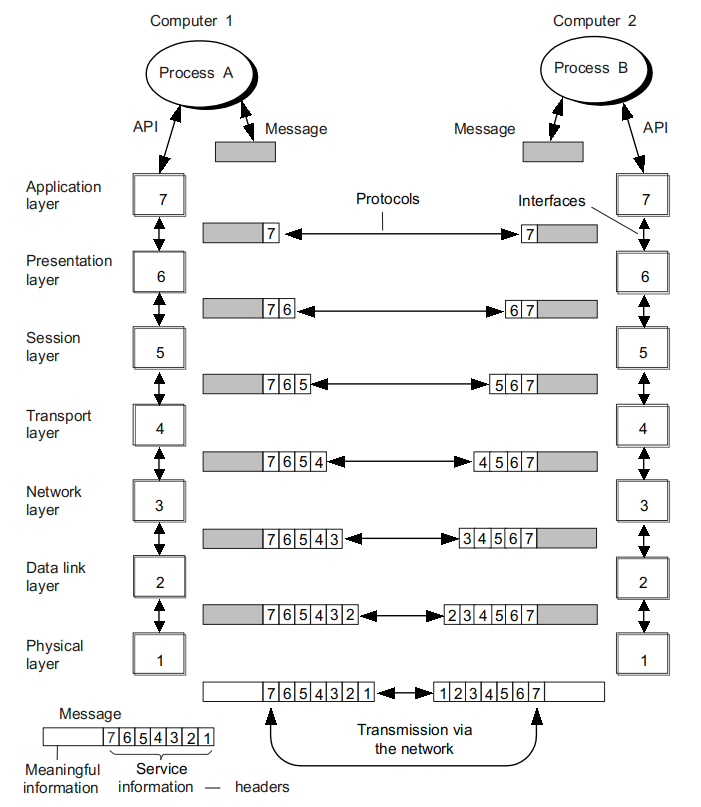 Computer 1
Computer 2
Process A
Process B
API
Message
Message
API
Application
layer
7
7
Protocols
Interfaces
7
7
Presentation
layer
6
6
7 6
6 7
Session
layer
5
5
7 6 5
5 6 7
Transport
layer
4
4
7 6 5 4
4 5 6 7
Network
layer
3
3
7 6 5 4 3
3 4 5 6 7
Data link
layer
2
2
7 6 5 4 3 2
2 3 4 5 6 7
Physical
layer
1
1
7 6 5 4 3 2 1
1 2 3 4 5 6 7
Transmission via
the network
Message
7 6 5 4 3 2 1
Meaningful
information
Service
information — headers